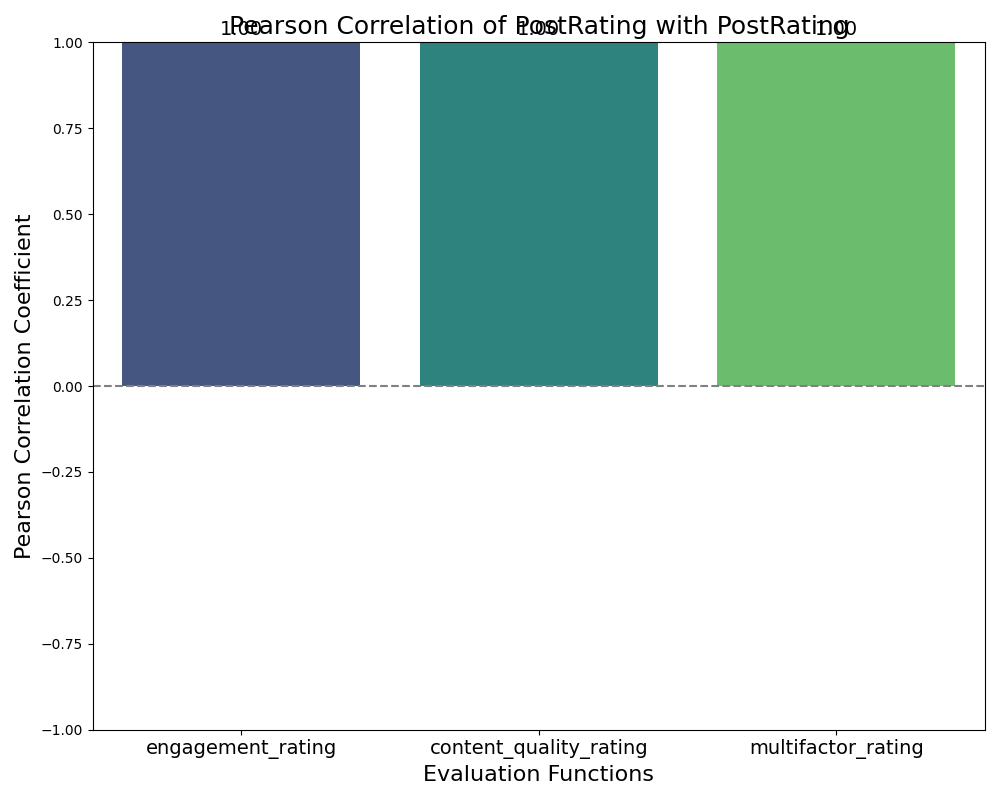 Pearson Correlation of PostRating with PostRating
1.00 1.00 1.00
1.00
0.75
0.50
0.25
0.00
−0.25
−0.50
−0.75
−1.00
Pearson Correlation Coefficient
engagement_rating content_quality_rating multifactor_rating
Evaluation Functions